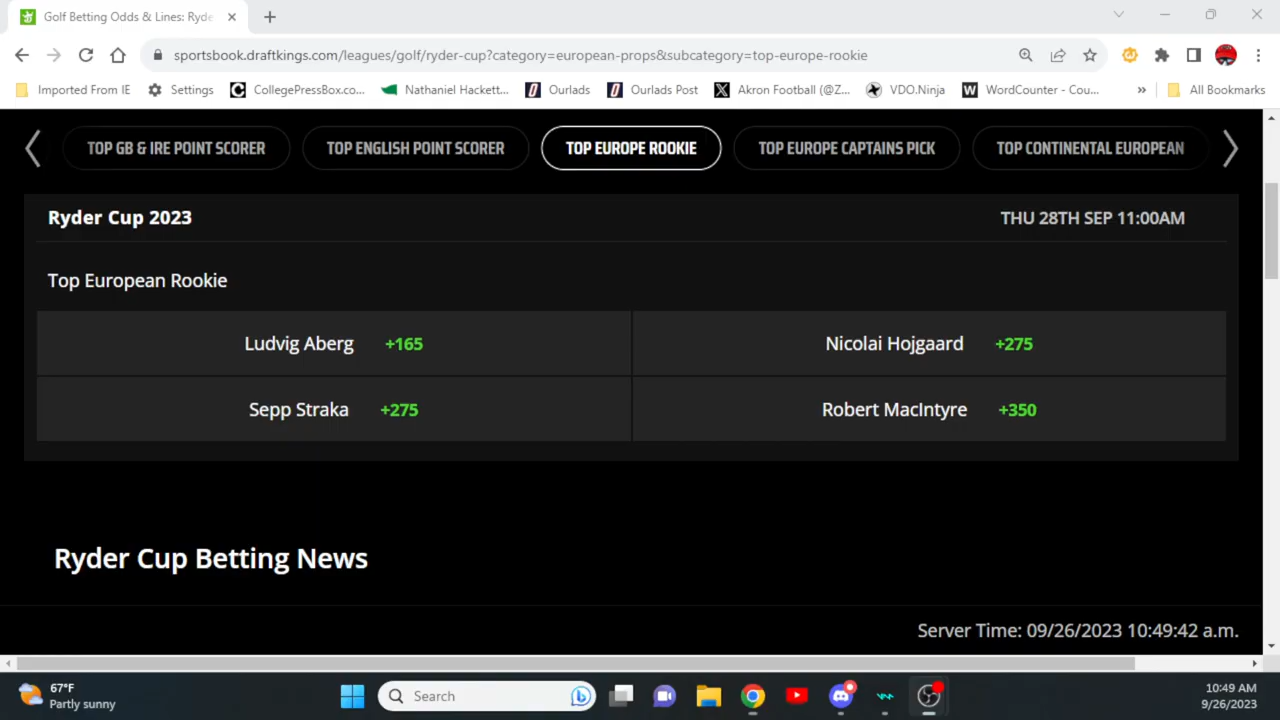 Golf Betting Odds & Lines: Ryde
sportsbook.draftkings.com/leagues/golf/ryder-cup?category=european-props&subcategory=top-europe-rookie
Imported From IE
Settings
CollegePressBox.co...
Nathaniel Hackett...
Ourlads
Ourlads Post
Akron Football (@Z...
VDO.Ninja
WordCounter - Cou...
»
All Bookmarks
TOP GB & IRE POINT SCORER
TOP ENGLISH POINT SCORER
TOP EUROPE ROOKIE
TOP EUROPE CAPTAINS PICK
TOP CONTINENTAL EUROPEAN
Ryder Cup 2023
THU 28TH SEP 11:00AM
Top European Rookie
Ludvig Aberg +165
Nicolai Hojgaard +275
Sepp Straka +275
Robert MacIntyre +350
Ryder Cup Betting News
Server Time: 09/26/2023 10:49:42 a.m.
67°F
Partly sunny
Search
10:49 AM
9/26/2023